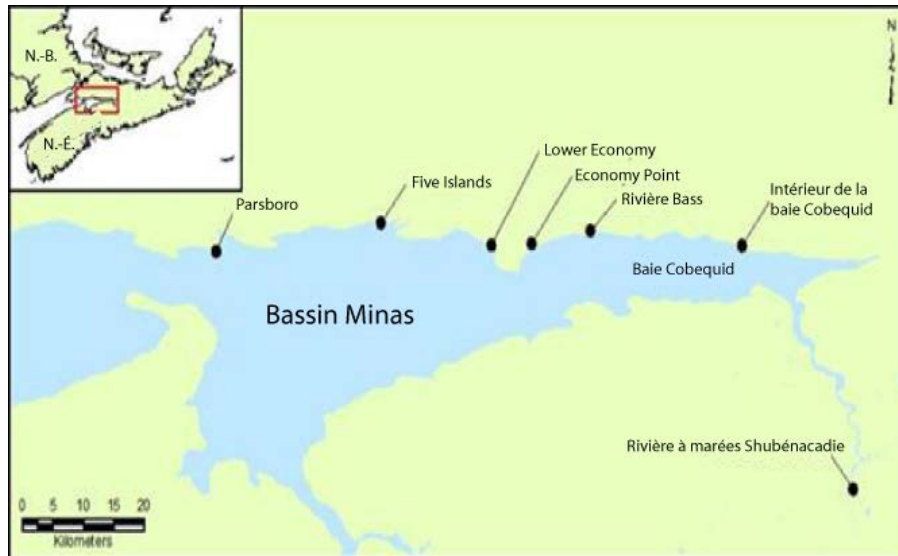 N.-B.
N.-É.
N
Lower Economy
Economy Point
Five Islands
Rivière Bass
Intérieur de la
baie Cobequid
Parsboro
Baie Cobequid
Bassin Minas
Rivière à marées Shubénacadie
0 5 10 15 20
Kilometers